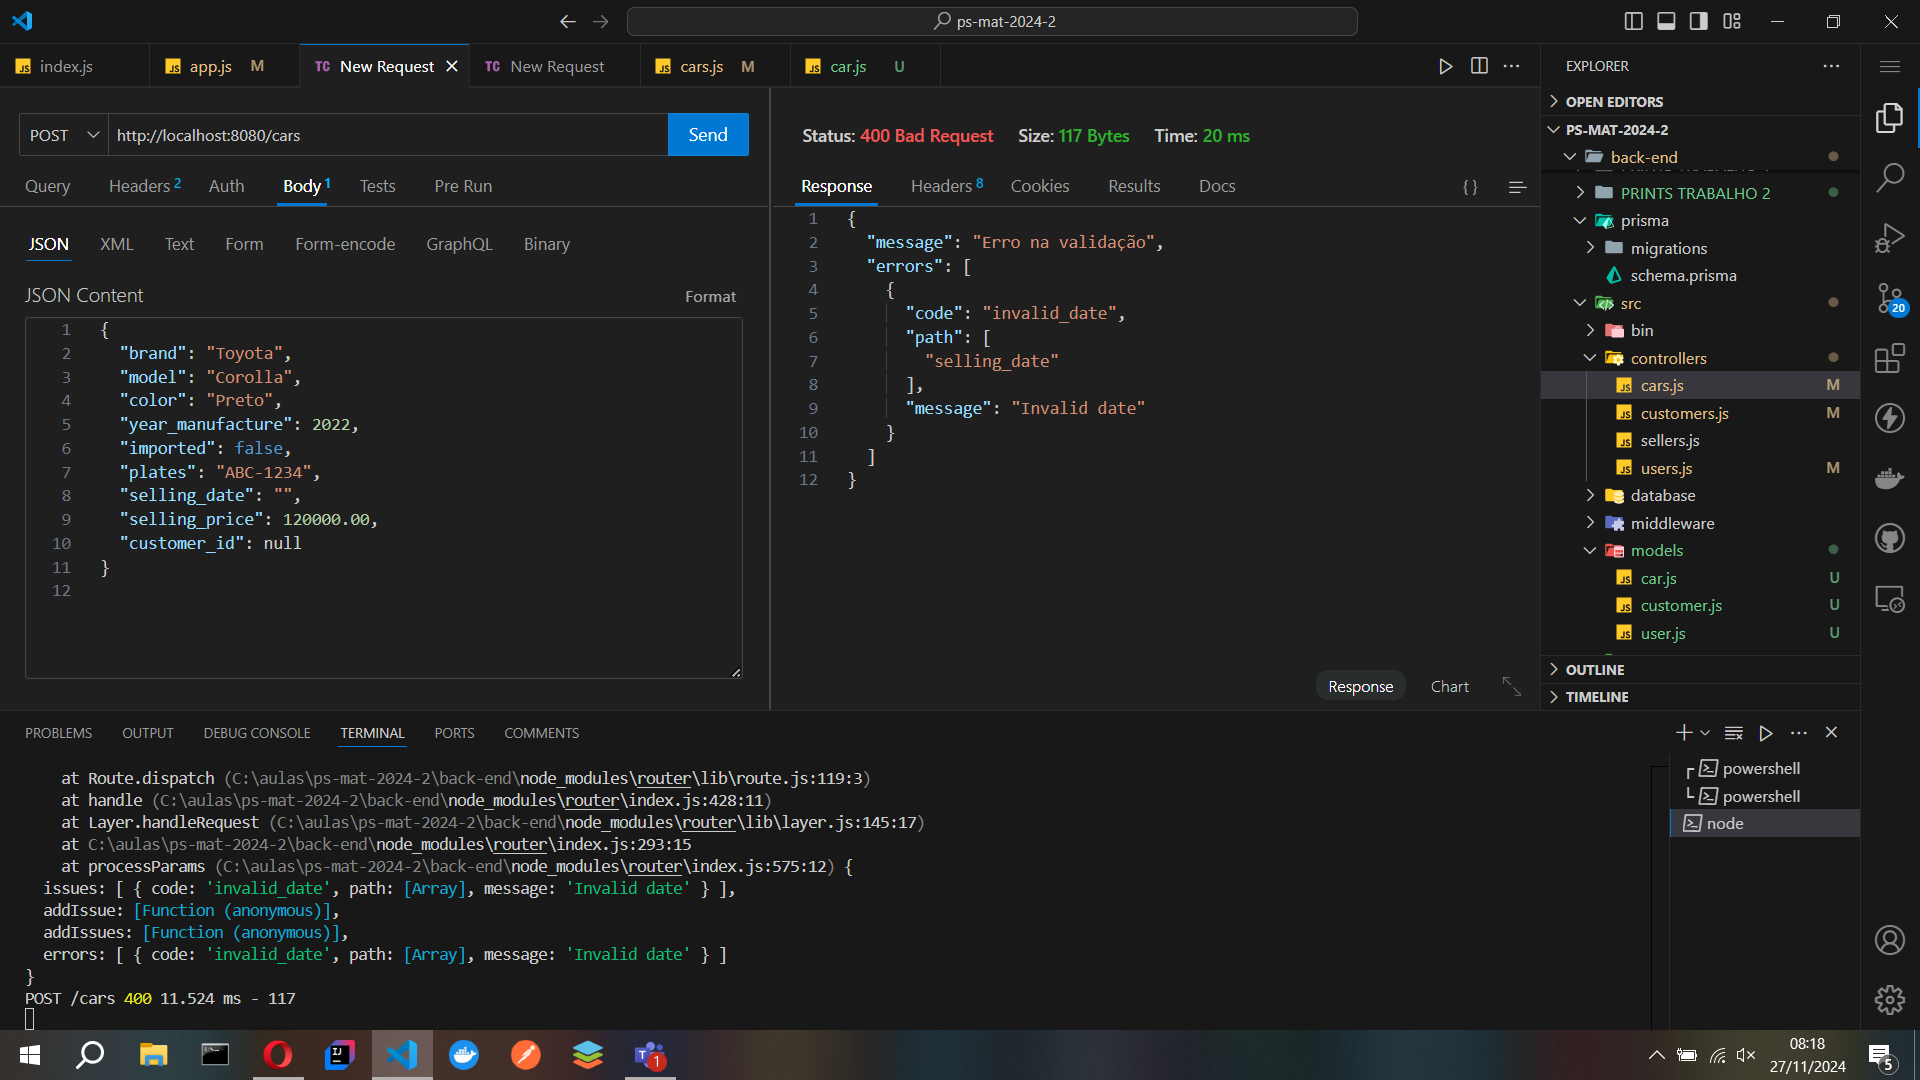 ps-mat-2024-2
index.js
app.js M
TC New Request
TC New Request
cars.js M
car.js U
POST http://localhost:8080/cars Send
Query Headers 2 Auth Body 1 Tests Pre Run
JSON XML Text Form Form-encode GraphQL Binary
JSON Content Format
1 {
2 "brand": "Toyota",
3 "model": "Corolla",
4 "color": "Preto",
5 "year_manufacture": 2022,
6 "imported": false,
7 "plates": "ABC-1234",
8 "selling_date": "",
9 "selling_price": 120000.00,
10 "customer_id": null
11 }
12
Status: 400 Bad Request Size: 117 Bytes Time: 20 ms
Response Headers 8 Cookies Results Docs { }
1 {
2 "message": "Erro na validação",
3 "errors": [
4 {
5 "code": "invalid_date",
6 "path": [
7 "selling_date"
8 ],
9 "message": "Invalid date"
10 }
11 ]
12 }
Response Chart
EXPLORER
OPEN EDITORS
PS-MAT-2024-2
back-end
PRINTS TRABALHO 2
prisma
migrations
schema.prisma
src
bin
controllers
cars.js M
customers.js M
sellers.js
users.js M
database
middleware
models
car.js U
customer.js U
user.js U
OUTLINE
TIMELINE
20
PROBLEMS OUTPUT DEBUG CONSOLE TERMINAL PORTS COMMENTS
at Route.dispatch (C:\aulas\ps-mat-2024-2\back-end\node_modules\router\lib\route.js:119:3)
at handle (C:\aulas\ps-mat-2024-2\back-end\node_modules\router\index.js:428:11)
at Layer.handleRequest (C:\aulas\ps-mat-2024-2\back-end\node_modules\router\lib\layer.js:145:17)
at C:\aulas\ps-mat-2024-2\back-end\node_modules\router\index.js:293:15
at processParams (C:\aulas\ps-mat-2024-2\back-end\node_modules\router\index.js:575:12) {
issues: [ { code: 'invalid_date', path: [Array], message: 'Invalid date' } ],
addIssue: [Function (anonymous)],
addIssues: [Function (anonymous)],
errors: [ { code: 'invalid_date', path: [Array], message: 'Invalid date' } ]
}
POST /cars 400 11.524 ms - 117
powershell
powershell
node
08:18
27/11/2024
5
1